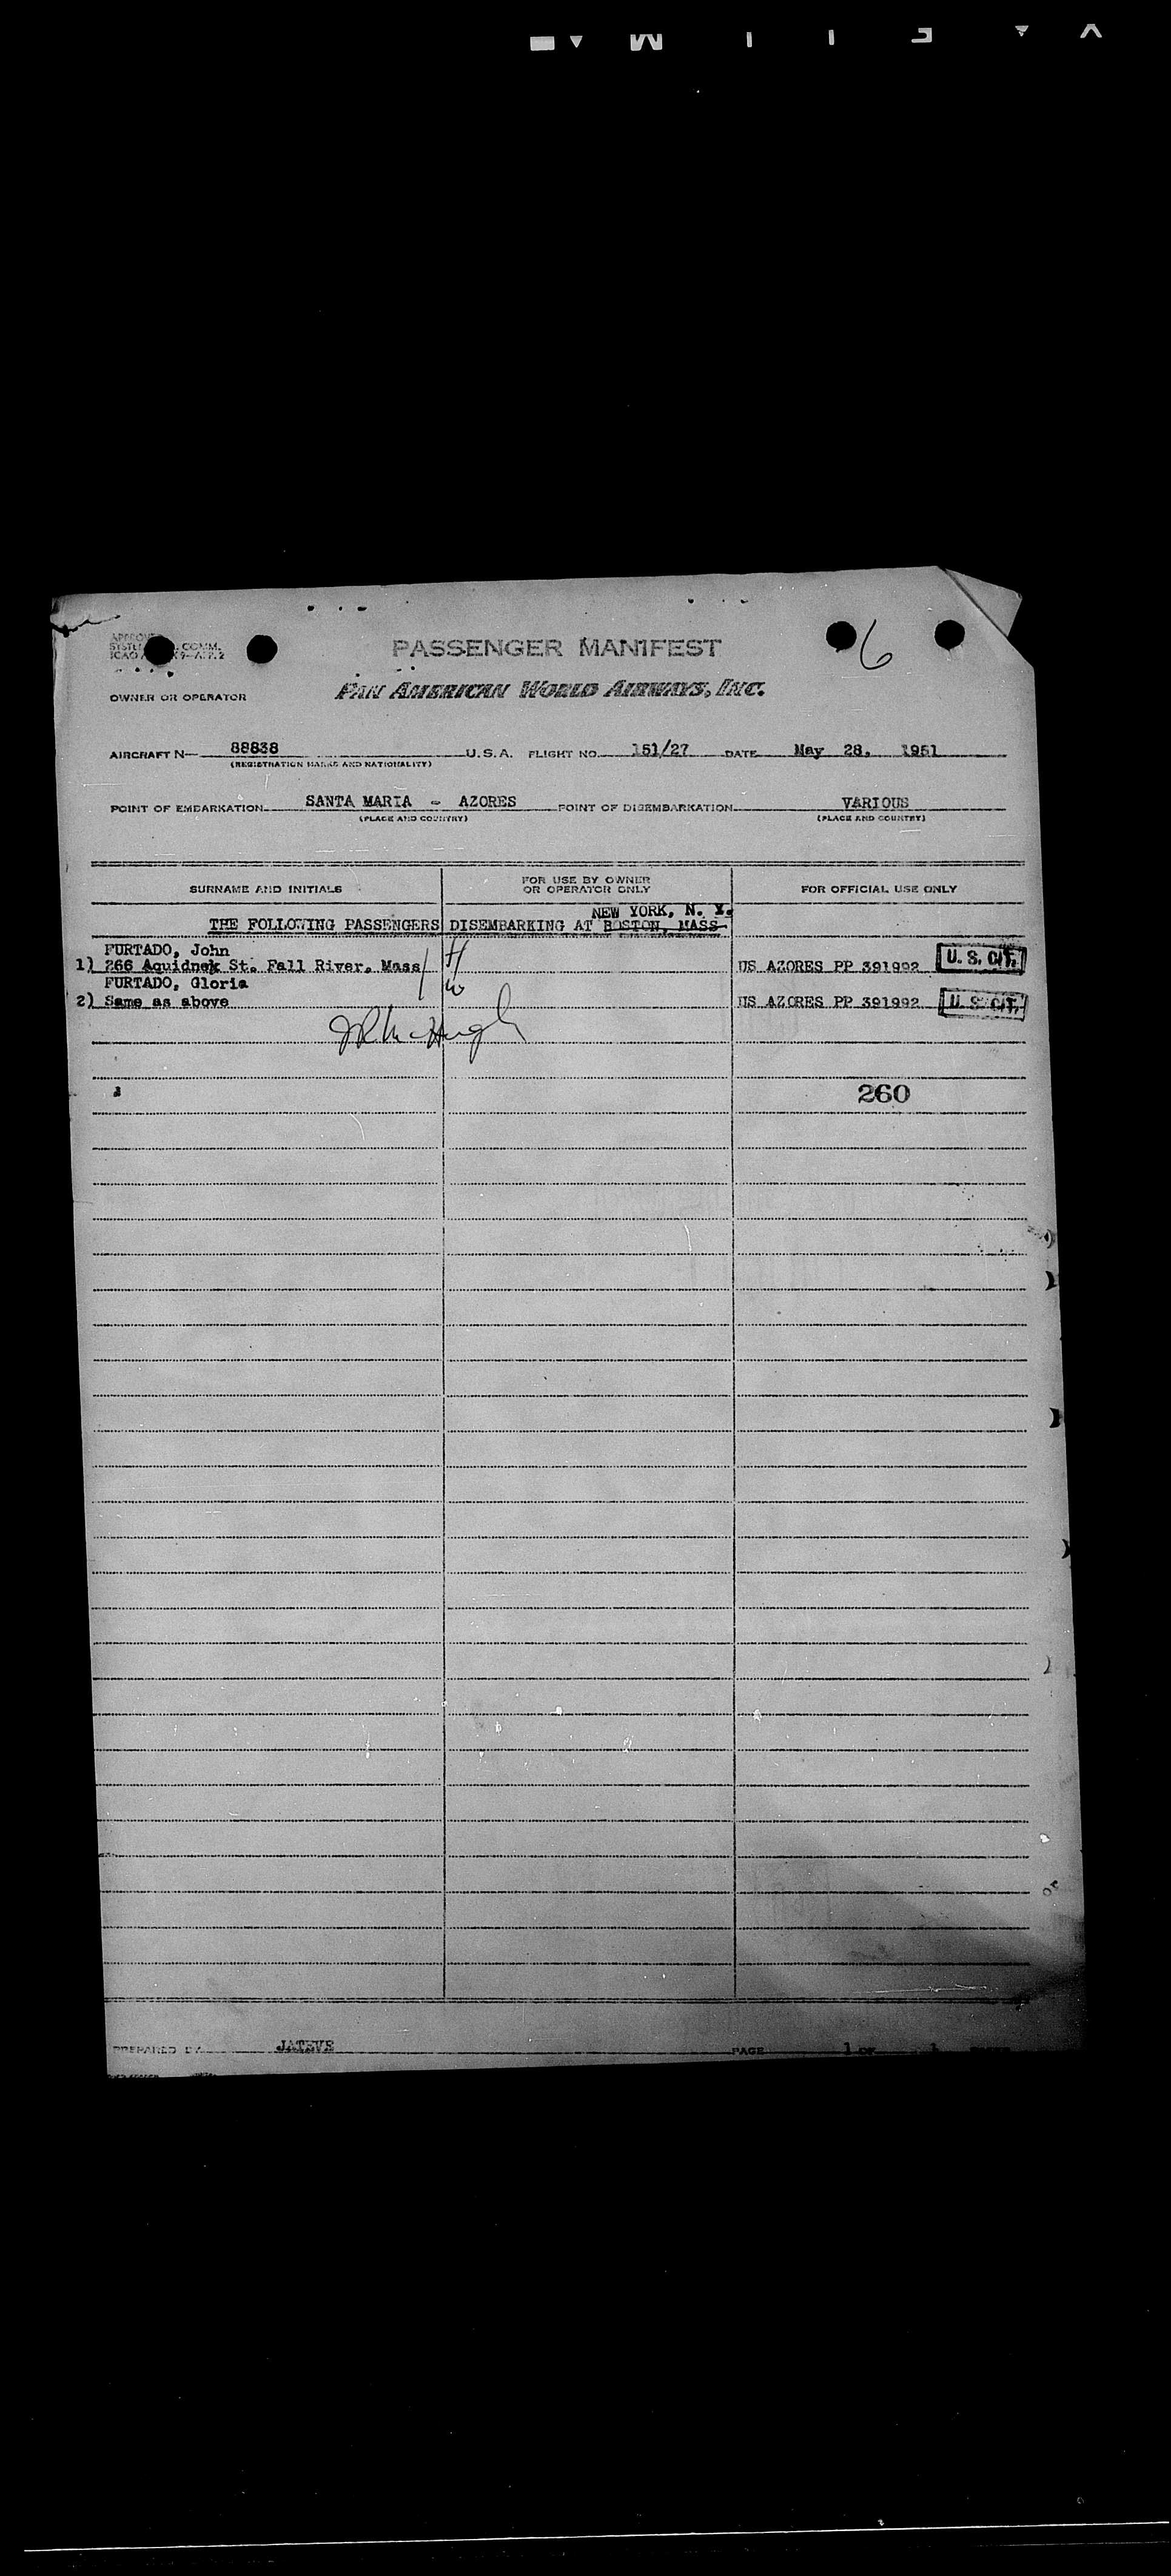 6
PASSENGER MANIFEST
PAN AMERICAN WORLD AIRWAYS, INC.
OWNER OR OPERATOR
AIRCRAFT N— 88838 U.S.A. FLIGHT NO. 151/27 DATE May 28, 1951
(REGISTRATION MARKS AND NATIONALITY)
POINT OF EMBARKATION SANTA MARIA - AZORES POINT OF DISEMBARKATION VARIOUS
(PLACE AND COUNTRY) (PLACE AND COUNTRY)
SURNAME AND INITIALS FOR USE BY OWNER OR OPERATOR ONLY FOR OFFICIAL USE ONLY
NEW YORK, N. Y.
THE FOLLOWING PASSENGERS DISEMBARKING AT BOSTON, MASS
FURTADO, John H
1) 266 Aquidnek St. Fall River, Mass US AZORES PP 391992 U. S. CIT.
FURTADO, Gloria W
2) Same as above US AZORES PP 391992 U. S. CIT.
JR McHugh
260
PREPARED BY JATEVE PAGE 1 OF 1